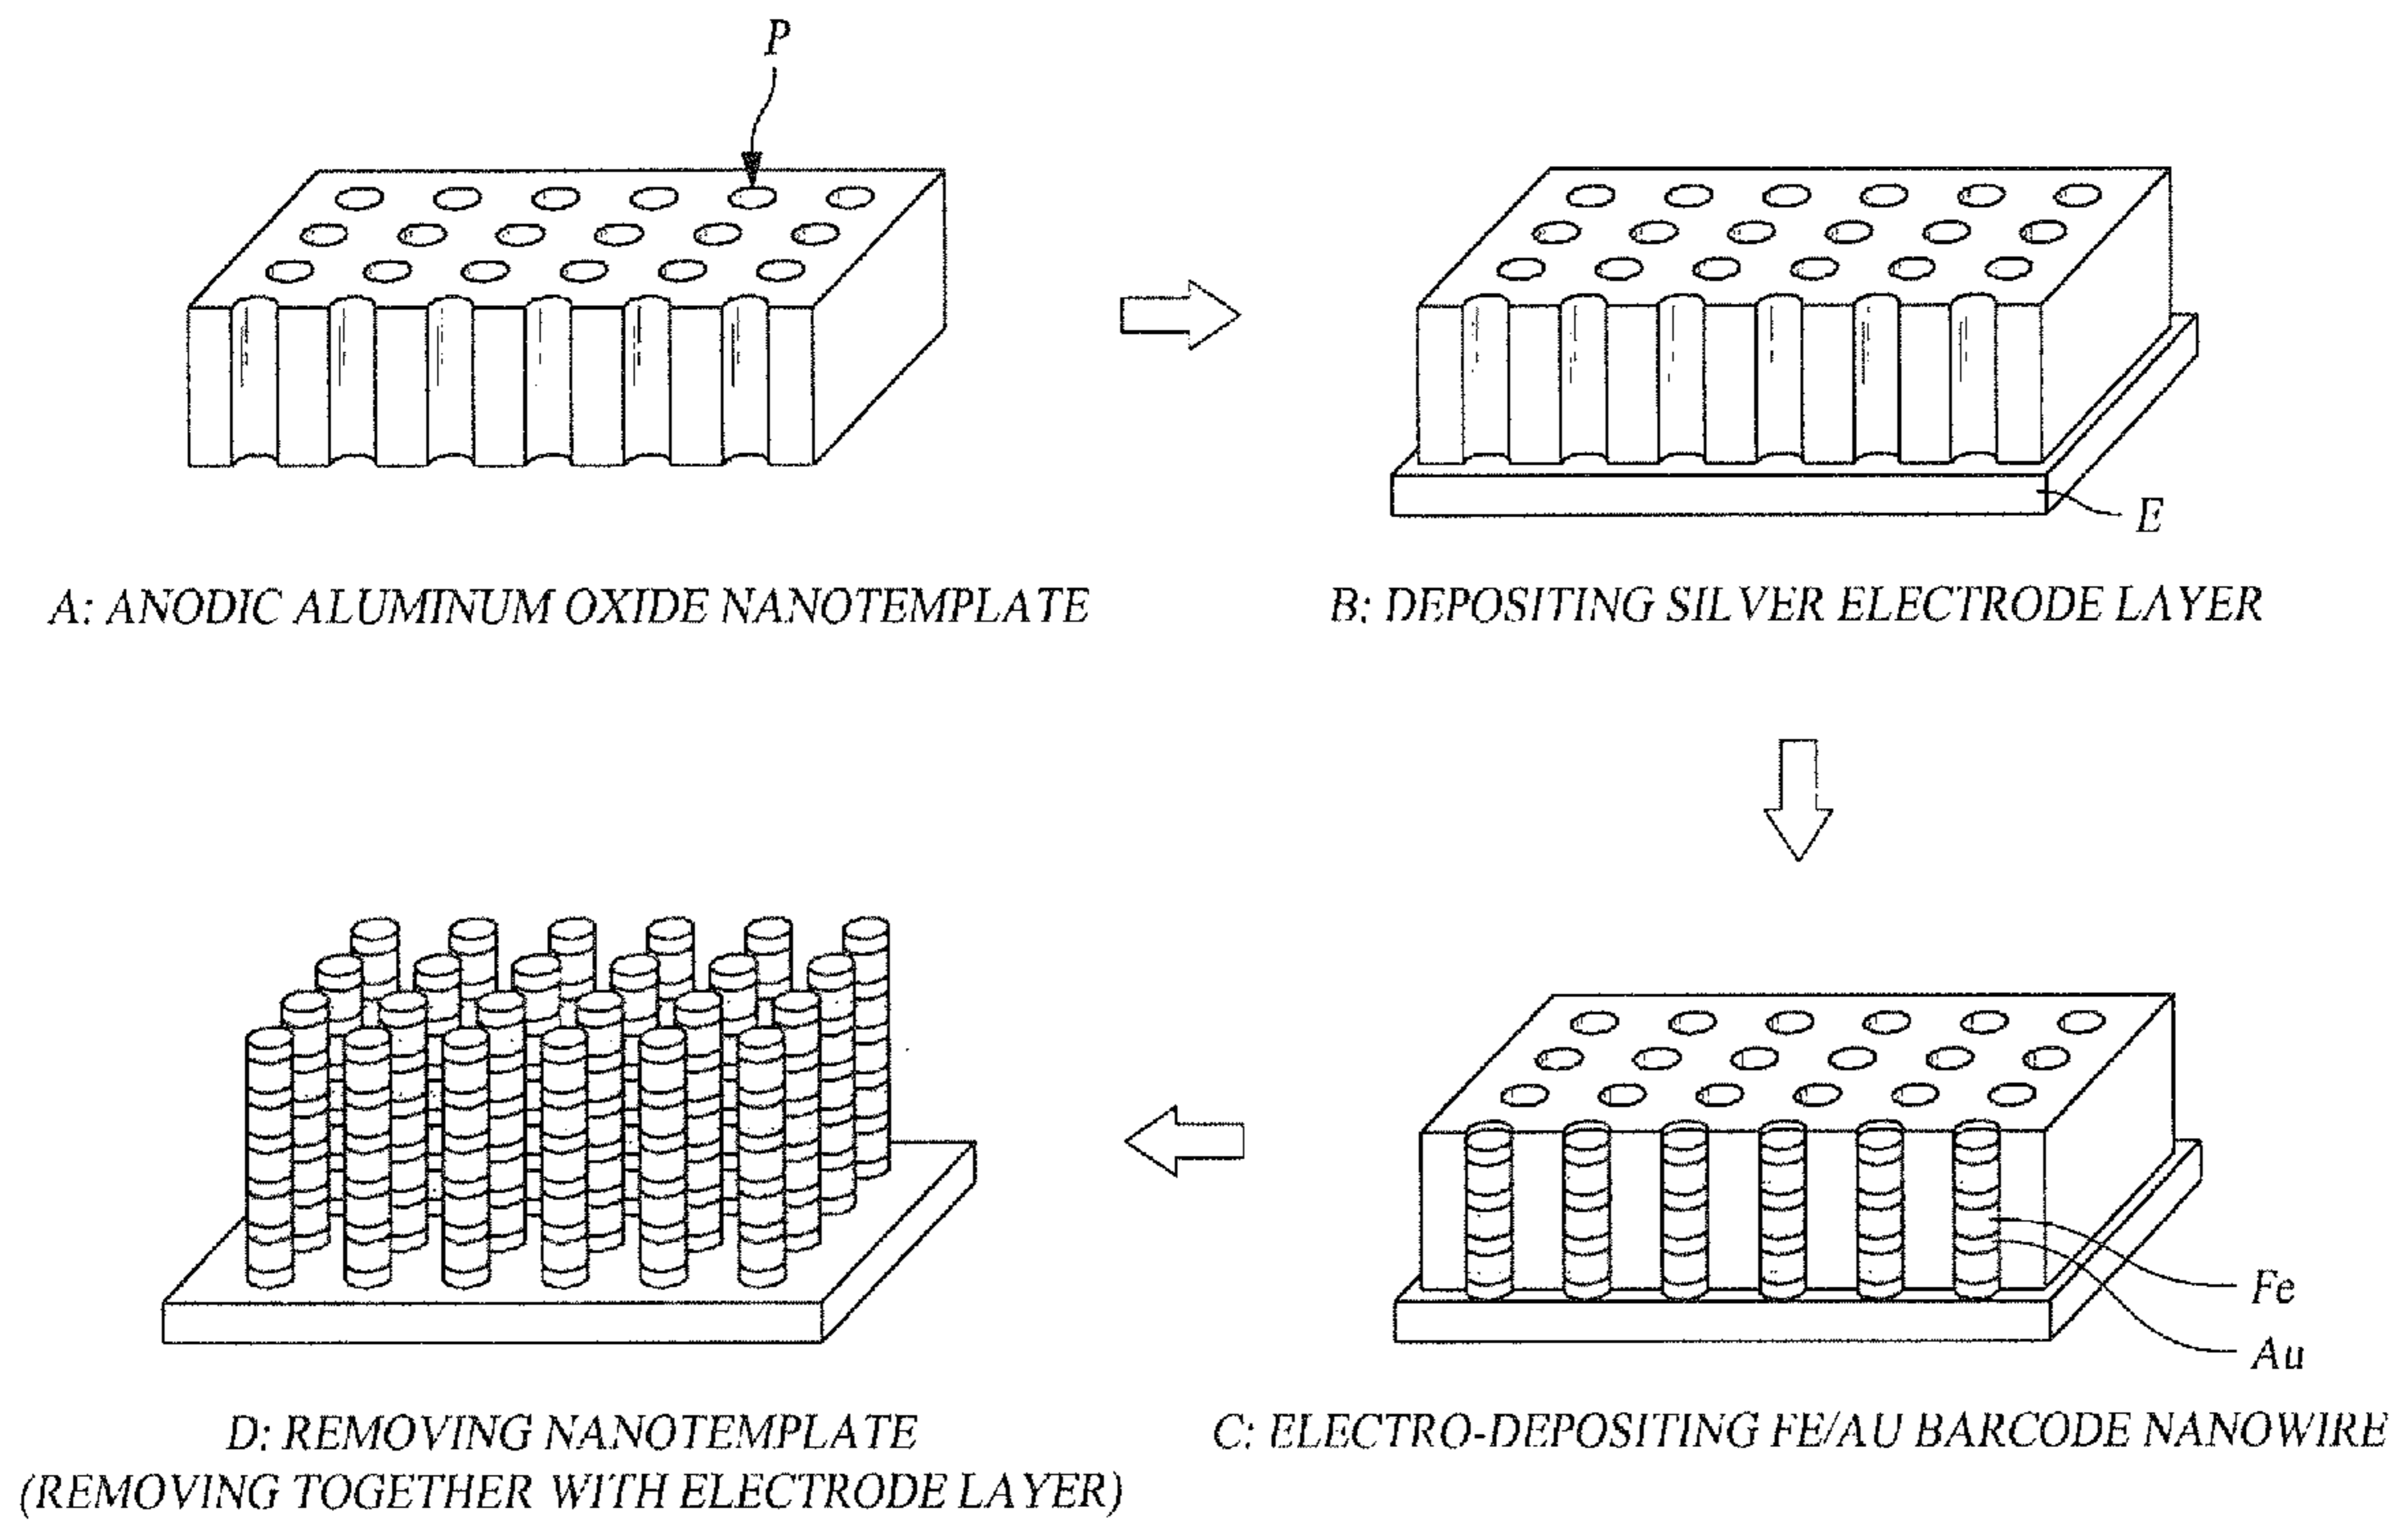 P
E
A: ANODIC ALUMINUM OXIDE NANOTEMPLATE
B: DEPOSITING SILVER ELECTRODE LAYER
Fe
Au
D: REMOVING NANOTEMPLATE
(REMOVING TOGETHER WITH ELECTRODE LAYER)
C: ELECTRO-DEPOSITING FE/AU BARCODE NANOWIRE